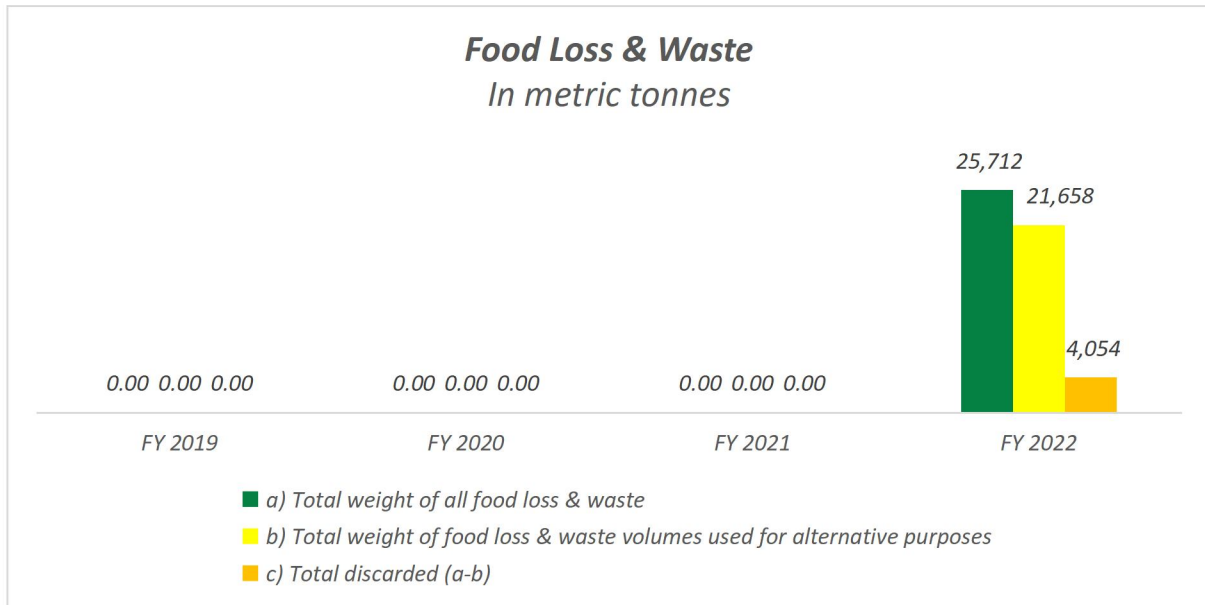 Food Loss & Waste
In metric tonnes
25,712
21,658
4,054
0.00 0.00 0.00
0.00 0.00 0.00
0.00 0.00 0.00
FY 2019
FY 2020
FY 2021
FY 2022
a) Total weight of all food loss & waste
b) Total weight of food loss & waste volumes used for alternative purposes
c) Total discarded (a-b)